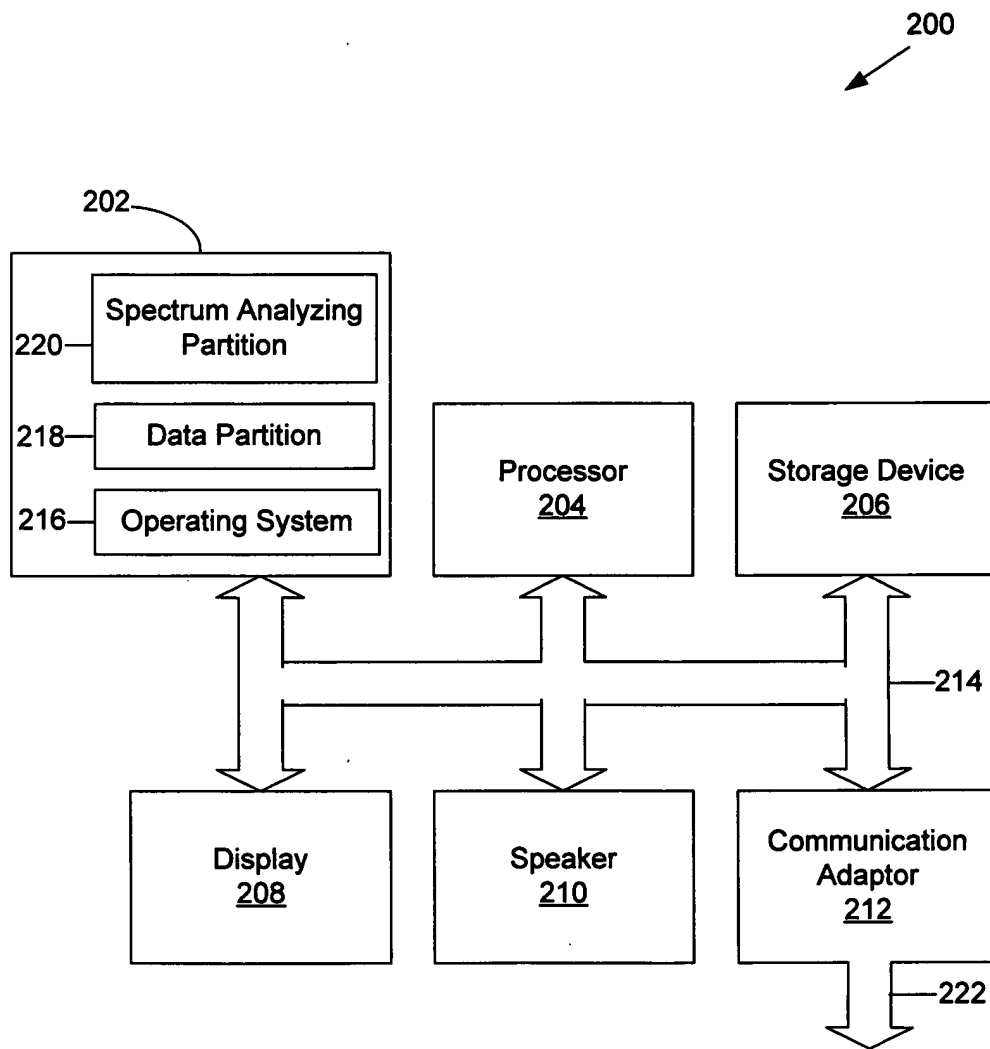 200
202
Spectrum Analyzing
Partition
220
218
Data Partition
216
Operating System
Processor
204
Storage Device
206
214
Display
208
Speaker
210
Communication
Adaptor
212
222